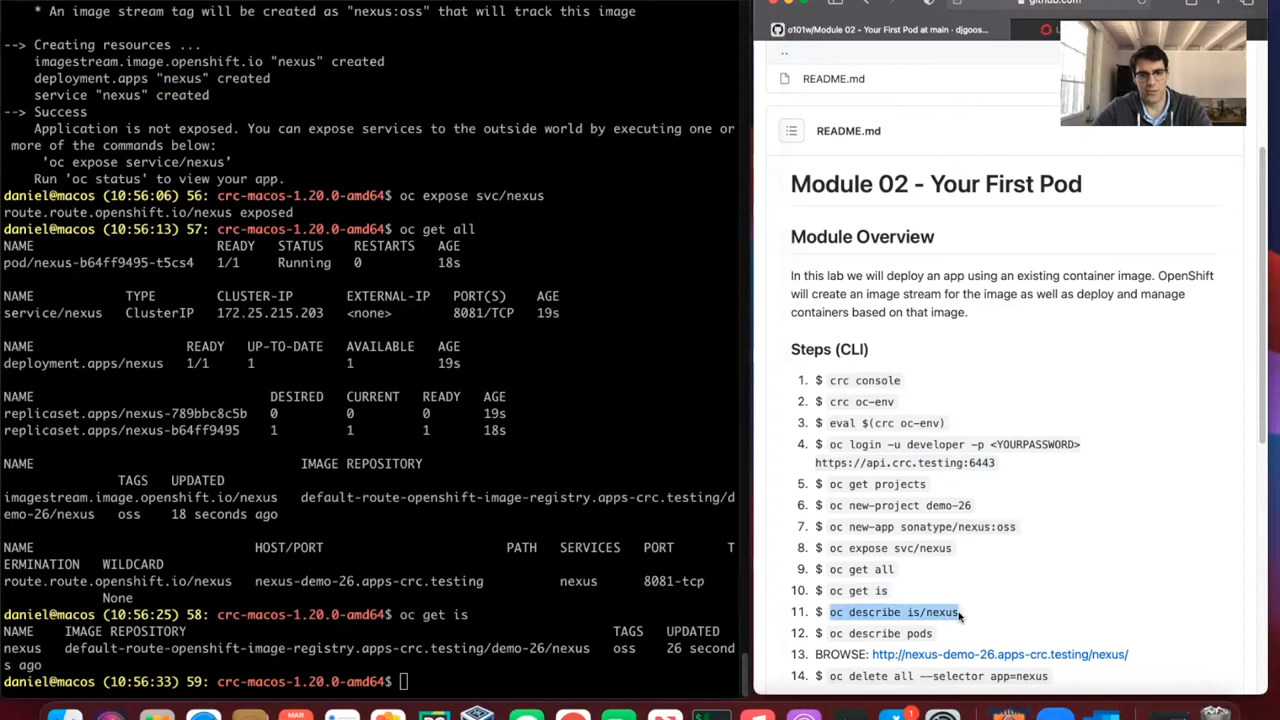 * An image stream tag will be created as "nexus:oss" that will track this image
--> Creating resources ...
imagestream.image.openshift.io "nexus" created
deployment.apps "nexus" created
service "nexus" created
--> Success
Application is not exposed. You can expose services to the outside world by executing one or
more of the commands below:
'oc expose service/nexus'
Run 'oc status' to view your app.
daniel@macos (10:56:06) 56: crc-macos-1.20.0-amd64$ oc expose svc/nexus
route.route.openshift.io/nexus exposed
daniel@macos (10:56:13) 57: crc-macos-1.20.0-amd64$ oc get all
NAME READY STATUS RESTARTS AGE
pod/nexus-b64ff9495-t5cs4 1/1 Running 0 18s
NAME TYPE CLUSTER-IP EXTERNAL-IP PORT(S) AGE
service/nexus ClusterIP 172.25.215.203 <none> 8081/TCP 19s
NAME READY UP-TO-DATE AVAILABLE AGE
deployment.apps/nexus 1/1 1 1 19s
NAME DESIRED CURRENT READY AGE
replicaset.apps/nexus-789bbc8c5b 0 0 0 19s
replicaset.apps/nexus-b64ff9495 1 1 1 18s
NAME IMAGE REPOSITORY
TAGS UPDATED
imagestream.image.openshift.io/nexus default-route-openshift-image-registry.apps-crc.testing/d
emo-26/nexus oss 18 seconds ago
NAME HOST/PORT PATH SERVICES PORT T
ERMINATION WILDCARD
route.route.openshift.io/nexus nexus-demo-26.apps-crc.testing nexus 8081-tcp
None
daniel@macos (10:56:25) 58: crc-macos-1.20.0-amd64$ oc get is
NAME IMAGE REPOSITORY TAGS UPDATED
nexus default-route-openshift-image-registry.apps-crc.testing/demo-26/nexus oss 26 second
s ago
daniel@macos (10:56:33) 59: crc-macos-1.20.0-amd64$
github.com
o101w/Module 02 - Your First Pod at main · djgoos...
..
README.md
README.md
Module 02 - Your First Pod
Module Overview
In this lab we will deploy an app using an existing container image. OpenShift
will create an image stream for the image as well as deploy and manage
containers based on that image.
Steps (CLI)
1. $ crc console
2. $ crc oc-env
3. $ eval $(crc oc-env)
4. $ oc login -u developer -p <YOURPASSWORD>
https://api.crc.testing:6443
5. $ oc get projects
6. $ oc new-project demo-26
7. $ oc new-app sonatype/nexus:oss
8. $ oc expose svc/nexus
9. $ oc get all
10. $ oc get is
11. $ oc describe is/nexus
12. $ oc describe pods
13. BROWSE: http://nexus-demo-26.apps-crc.testing/nexus/
14. $ oc delete all --selector app=nexus
MAR